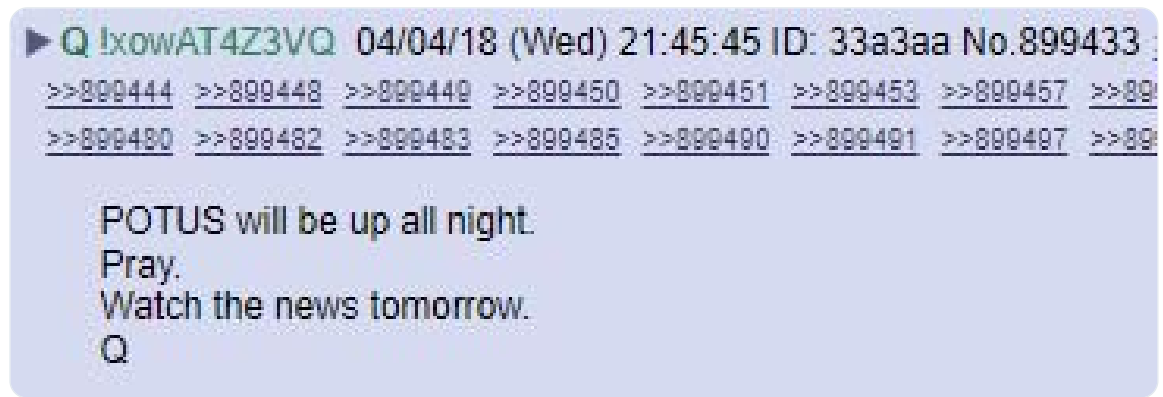 ▶ Q !xowAT4Z3VQ 04/04/18 (Wed) 21:45:45 ID: 33a3aa No.899433
>>899444 >>899448 >>899449 >>899450 >>899451 >>899453 >>899457
>>899480 >>899482 >>899483 >>899485 >>899490 >>899491 >>899497
POTUS will be up all night.
Pray.
Watch the news tomorrow.
Q